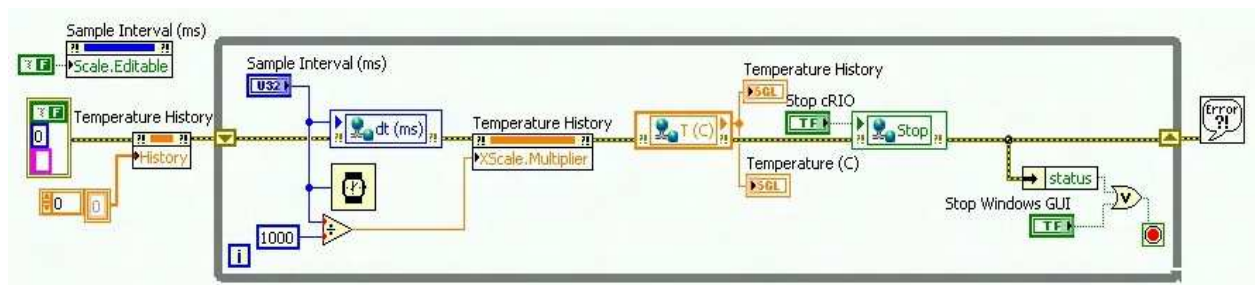 Sample Interval (ms)
?! ?!
Scale.Editable
F
F
0
Temperature History
?! ?!
History
0 0
Sample Interval (ms)
U32
?! dt (ms) ?!
1000
÷
i
Temperature History
?! ?!
XScale.Multiplier
?! T (C) ?!
Temperature History
SGL
Stop cRIO
TF
?! Stop ?!
Temperature (C)
SGL
status
Stop Windows GUI
TF
V
Error
?!